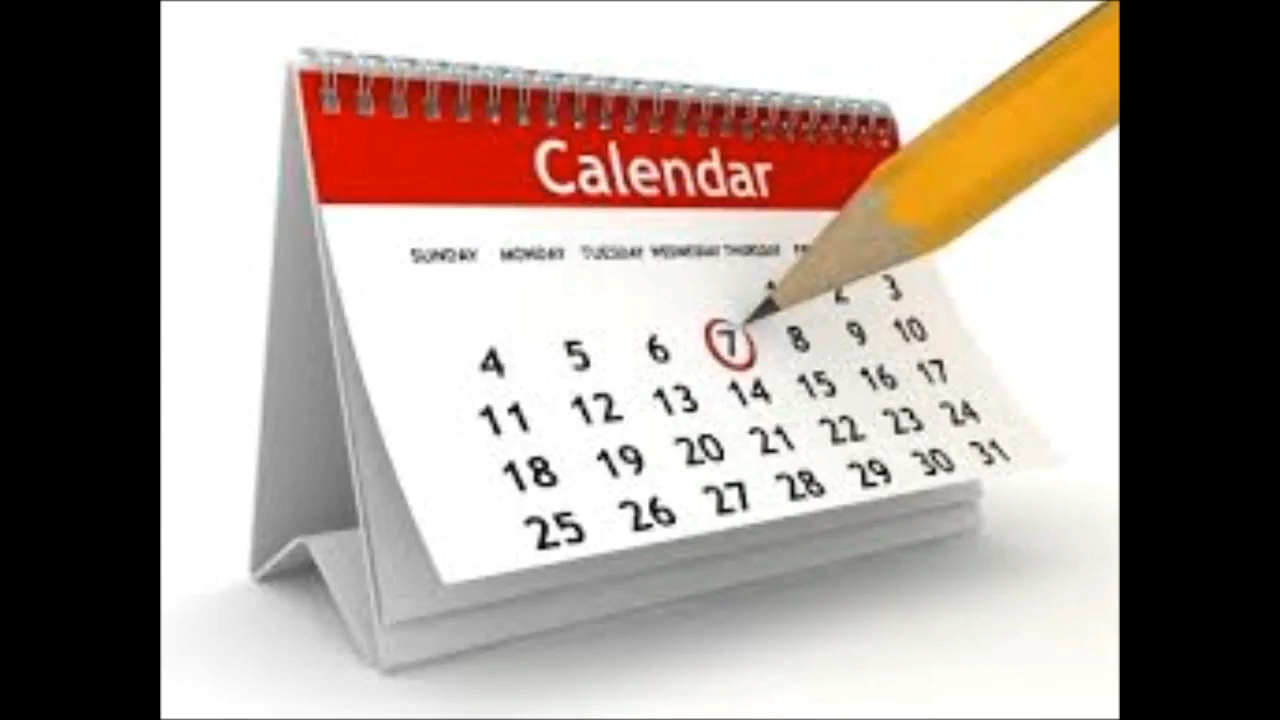 Calendar
SUNDAY MONDAY TUESDAY WEDNESDAY THURSDAY
1 2 3
4 5 6 7 8 9 10
11 12 13 14 15 16 17
18 19 20 21 22 23 24
25 26 27 28 29 30 31